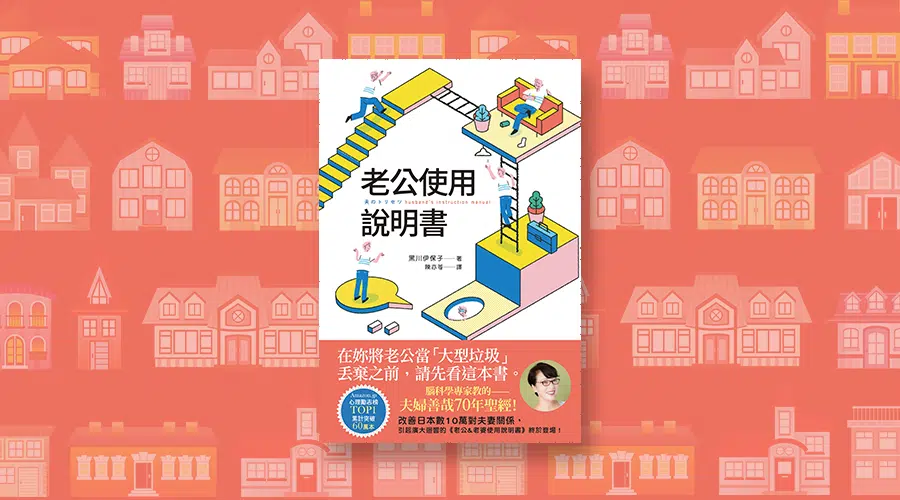 老公使用
夫のトリセツ husband's instruction manual
說明書
黑川伊保子——著
陳亦苓——譯
在妳將老公當「大型垃圾」
丟棄之前，請先看這本書。
腦科學專家教的——
夫婦善哉70年聖經！
Amazon.jp
心理勵志榜
TOP1
累計突破
60萬本
改善日本數10萬對夫妻關係，
引起廣大迴響的《老公&老婆使用說明書》終於登場！